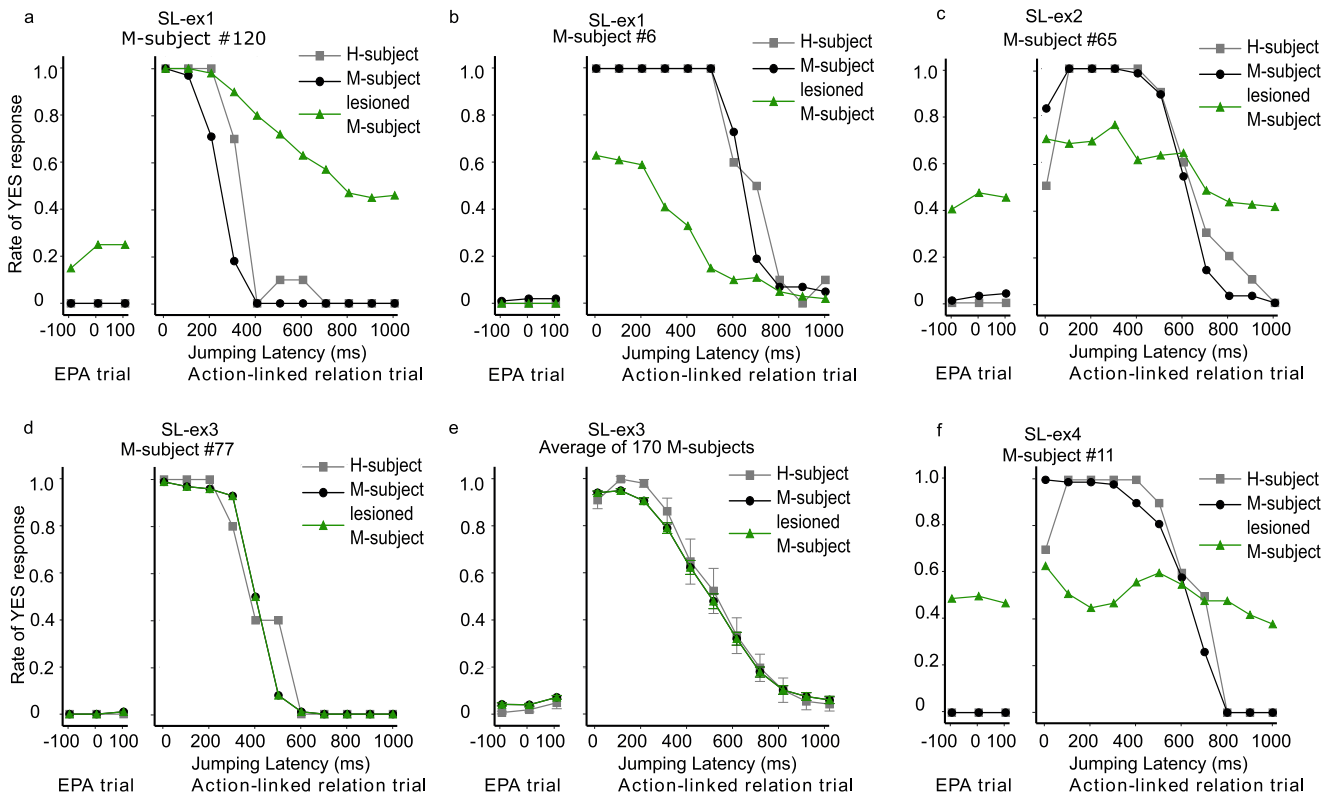 a
SL-ex1
M-subject #120
H-subject
M-subject
lesioned
M-subject
Rate of YES response
1.0
0.8
0.6
0.4
0.2
0
-100 0 100
0 200 400 600 800 1000
Jumping Latency (ms)
EPA trial
Action-linked relation trial
b
SL-ex1
M-subject #6
H-subject
M-subject
lesioned
M-subject
1.0
0.8
0.6
0.4
0.2
0
-100 0 100
0 200 400 600 800 1000
Jumping Latency (ms)
EPA trial
Action-linked relation trial
c
SL-ex2
M-subject #65
H-subject
M-subject
lesioned
M-subject
1.0
0.8
0.6
0.4
0.2
0
-100 0 100
0 200 400 600 800 1000
Jumping Latency (ms)
EPA trial
Action-linked relation trial
d
SL-ex3
M-subject #77
H-subject
M-subject
lesioned
M-subject
Rate of YES response
1.0
0.8
0.6
0.4
0.2
0
-100 0 100
0 200 400 600 800 1000
Jumping Latency (ms)
EPA trial
Action-linked relation trial
e
SL-ex3
Average of 170 M-subjects
H-subject
M-subject
lesioned
M-subject
1.0
0.8
0.6
0.4
0.2
0
-100 0 100
0 200 400 600 800 1000
Jumping Latency (ms)
EPA trial
Action-linked relation trial
f
SL-ex4
M-subject #11
H-subject
M-subject
lesioned
M-subject
1.0
0.8
0.6
0.4
0.2
0
-100 0 100
0 200 400 600 800 1000
Jumping Latency (ms)
EPA trial
Action-linked relation trial